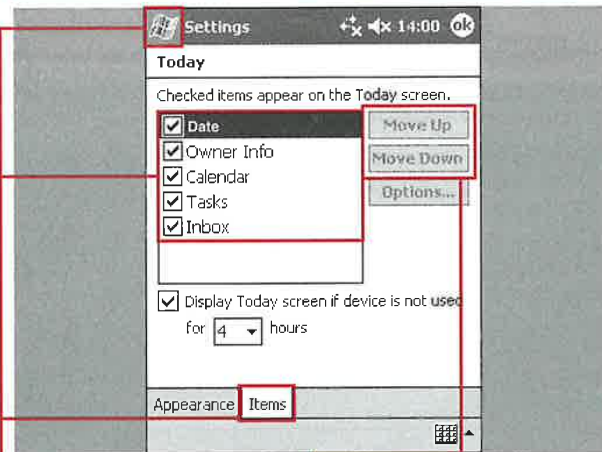 Settings 14:00 ok
Today
Checked items appear on the Today screen.
Date
Move Up
Owner Info
Move Down
Calendar
Options...
Tasks
Inbox
Display Today screen if device is not used
for 4 hours
Appearance Items